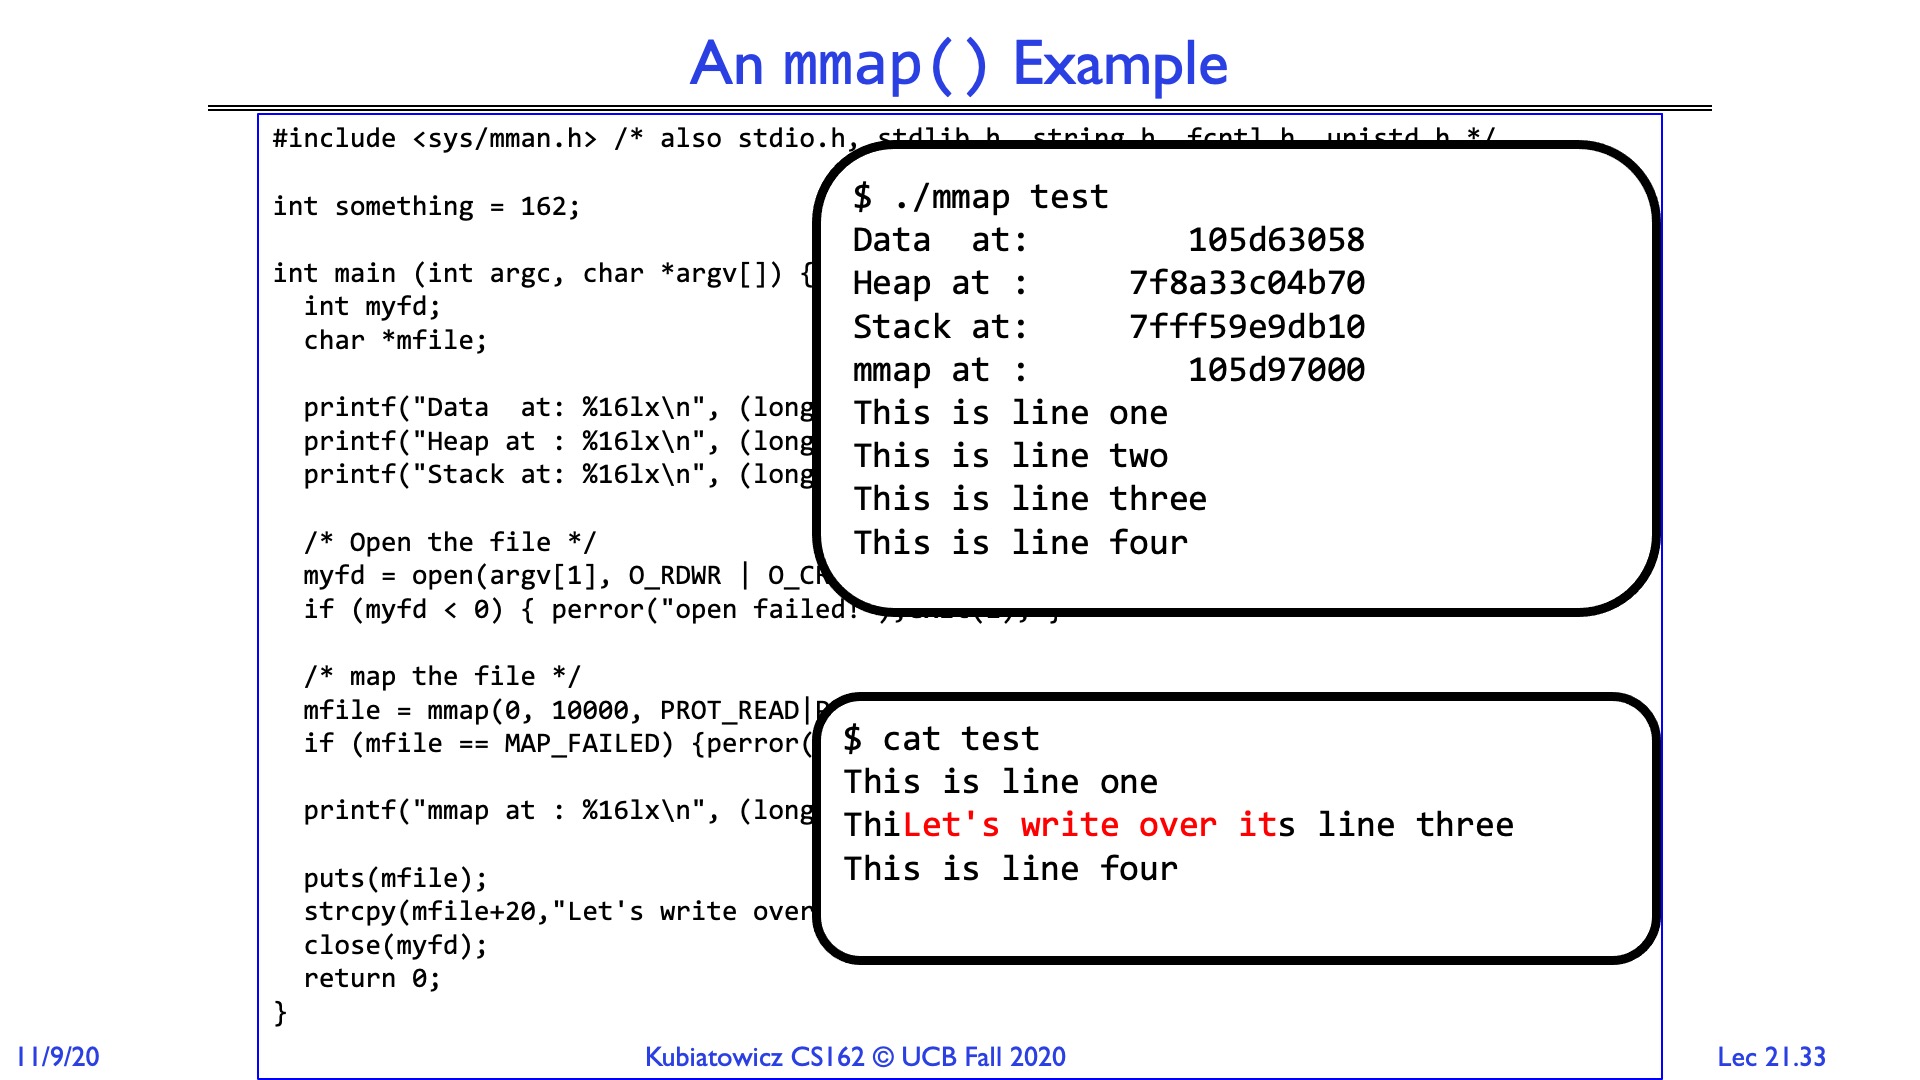 An mmap() Example
#include <sys/mman.h> /* also stdio.h, stdlib.h, string.h, fcntl.h, unistd.h */
int something = 162;
int main (int argc, char *argv[]) {
int myfd;
char *mfile;
printf("Data  at: %16lx\n", (long
printf("Heap at : %16lx\n", (long
printf("Stack at: %16lx\n", (long
/* Open the file */
myfd = open(argv[1], O_RDWR | O_CR
if (myfd < 0) { perror("open failed!
/* map the file */
mfile = mmap(0, 10000, PROT_READ|
if (mfile == MAP_FAILED) {perror(
printf("mmap at : %16lx\n", (long
puts(mfile);
strcpy(mfile+20,"Let's write over
close(myfd);
return 0;
}
$ ./mmap test
Data  at:        105d63058
Heap at :     7f8a33c04b70
Stack at:     7fff59e9db10
mmap at :        105d97000
This is line one
This is line two
This is line three
This is line four
$ cat test
This is line one
ThiLet's write over its line three
This is line four
11/9/20
Kubiatowicz CS162 © UCB Fall 2020
Lec 21.33